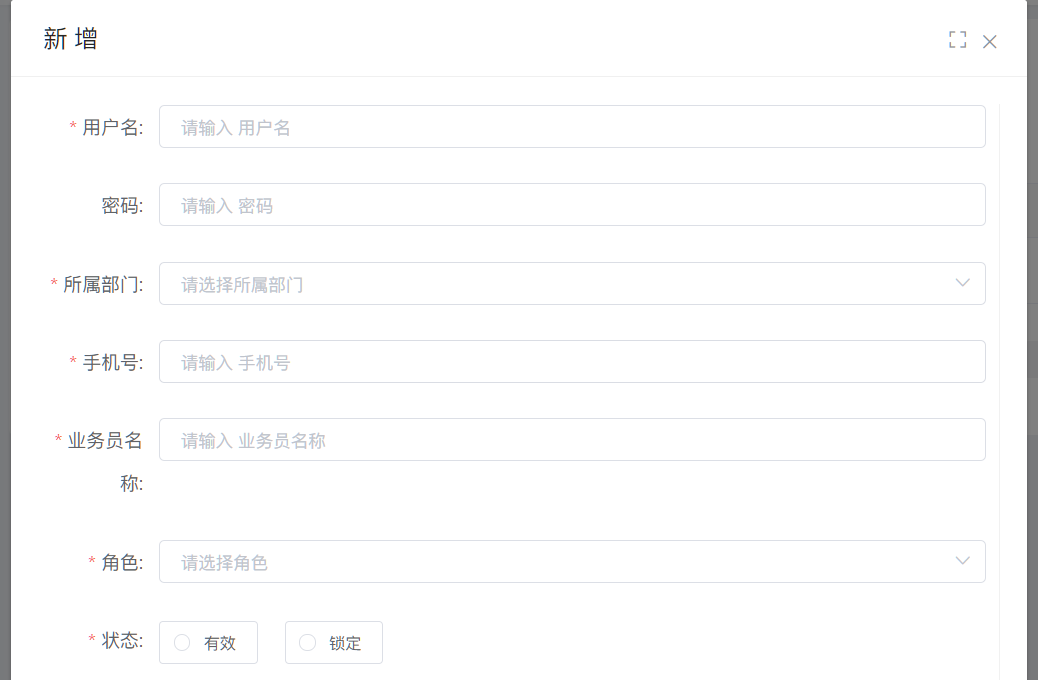 新 增
* 用户名: 请输入 用户名
密码: 请输入 密码
* 所属部门: 请选择所属部门
* 手机号: 请输入 手机号
* 业务员名 请输入 业务员名称
称:
* 角色: 请选择角色
* 状态: 有效 锁定